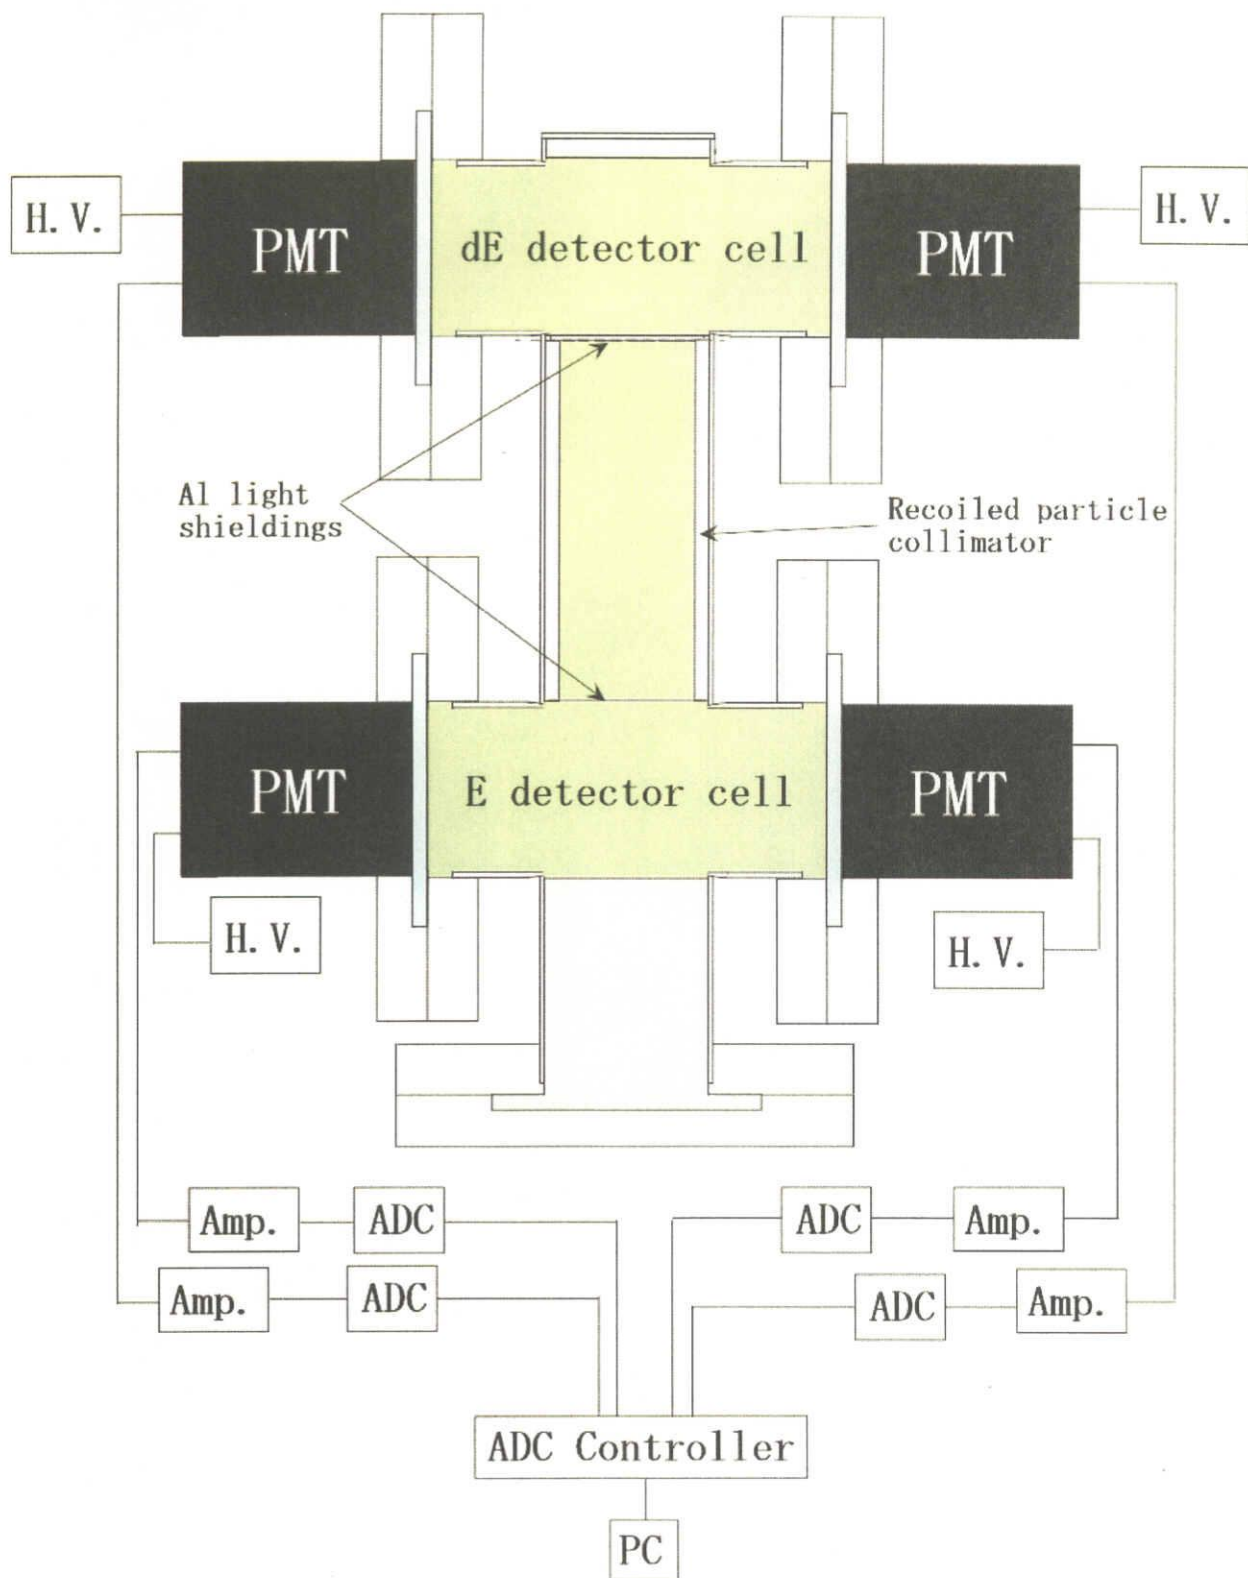 H. V.
PMT
dE detector cell
PMT
H. V.
Al light
shieldings
Recoiled particle
collimator
PMT
E detector cell
PMT
H. V.
H. V.
Amp.
ADC
ADC
Amp.
Amp.
ADC
ADC
Amp.
ADC Controller
PC